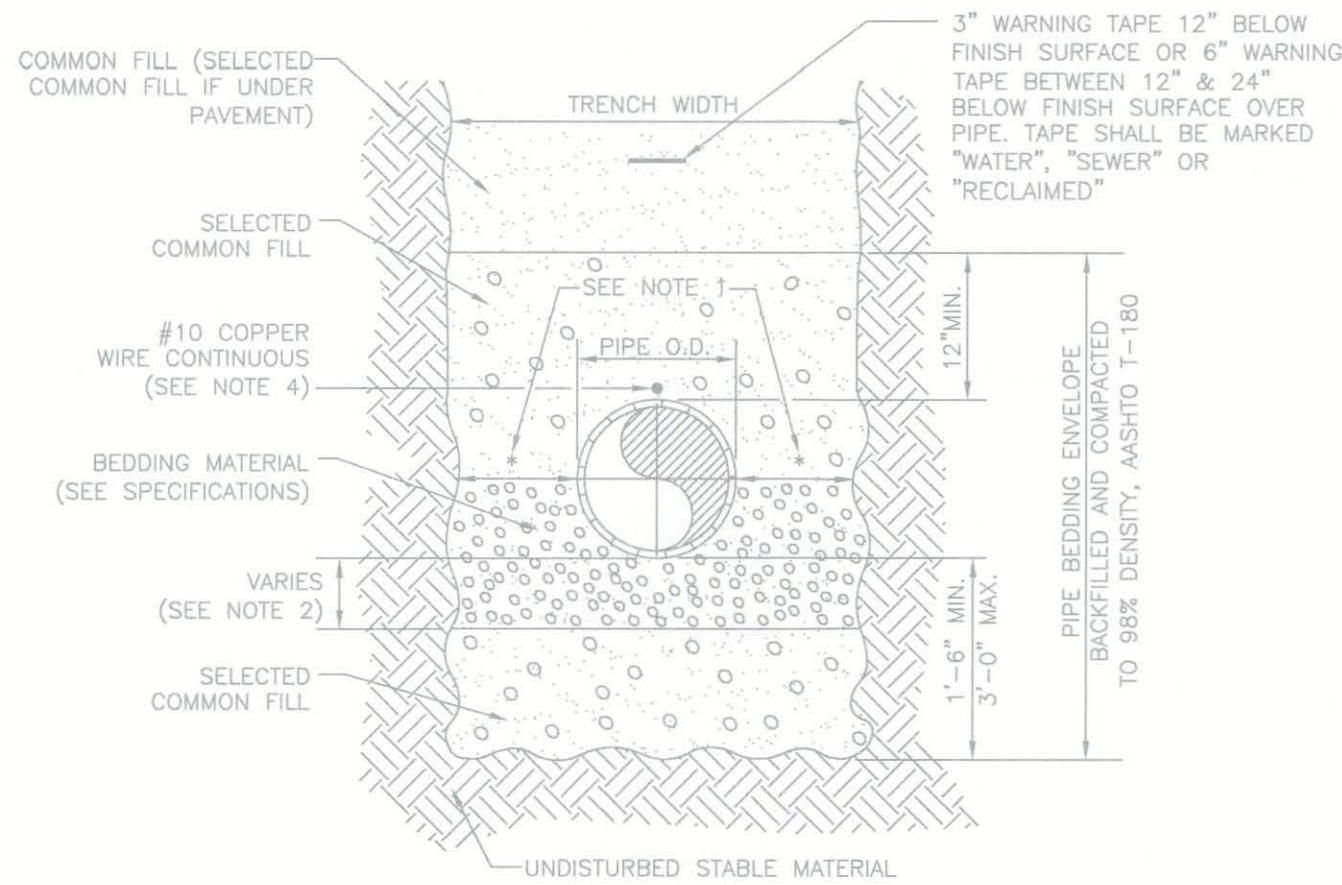 3" WARNING TAPE 12" BELOW
FINISH SURFACE OR 6" WARNING
TAPE BETWEEN 12" & 24"
BELOW FINISH SURFACE OVER
PIPE. TAPE SHALL BE MARKED
"WATER", "SEWER" OR
"RECLAIMED"
COMMON FILL (SELECTED
COMMON FILL IF UNDER
PAVEMENT)
TRENCH WIDTH
SELECTED
COMMON FILL
SEE NOTE 1
#10 COPPER
WIRE CONTINUOUS
(SEE NOTE 4)
PIPE O.D.
12"MIN.
* *
BEDDING MATERIAL
(SEE SPECIFICATIONS)
VARIES
(SEE NOTE 2)
1'-6" MIN.
3'-0" MAX.
PIPE BEDDING ENVELOPE
BACKFILLED AND COMPACTED
TO 98% DENSITY, AASHTO T-180
SELECTED
COMMON FILL
UNDISTURBED STABLE MATERIAL